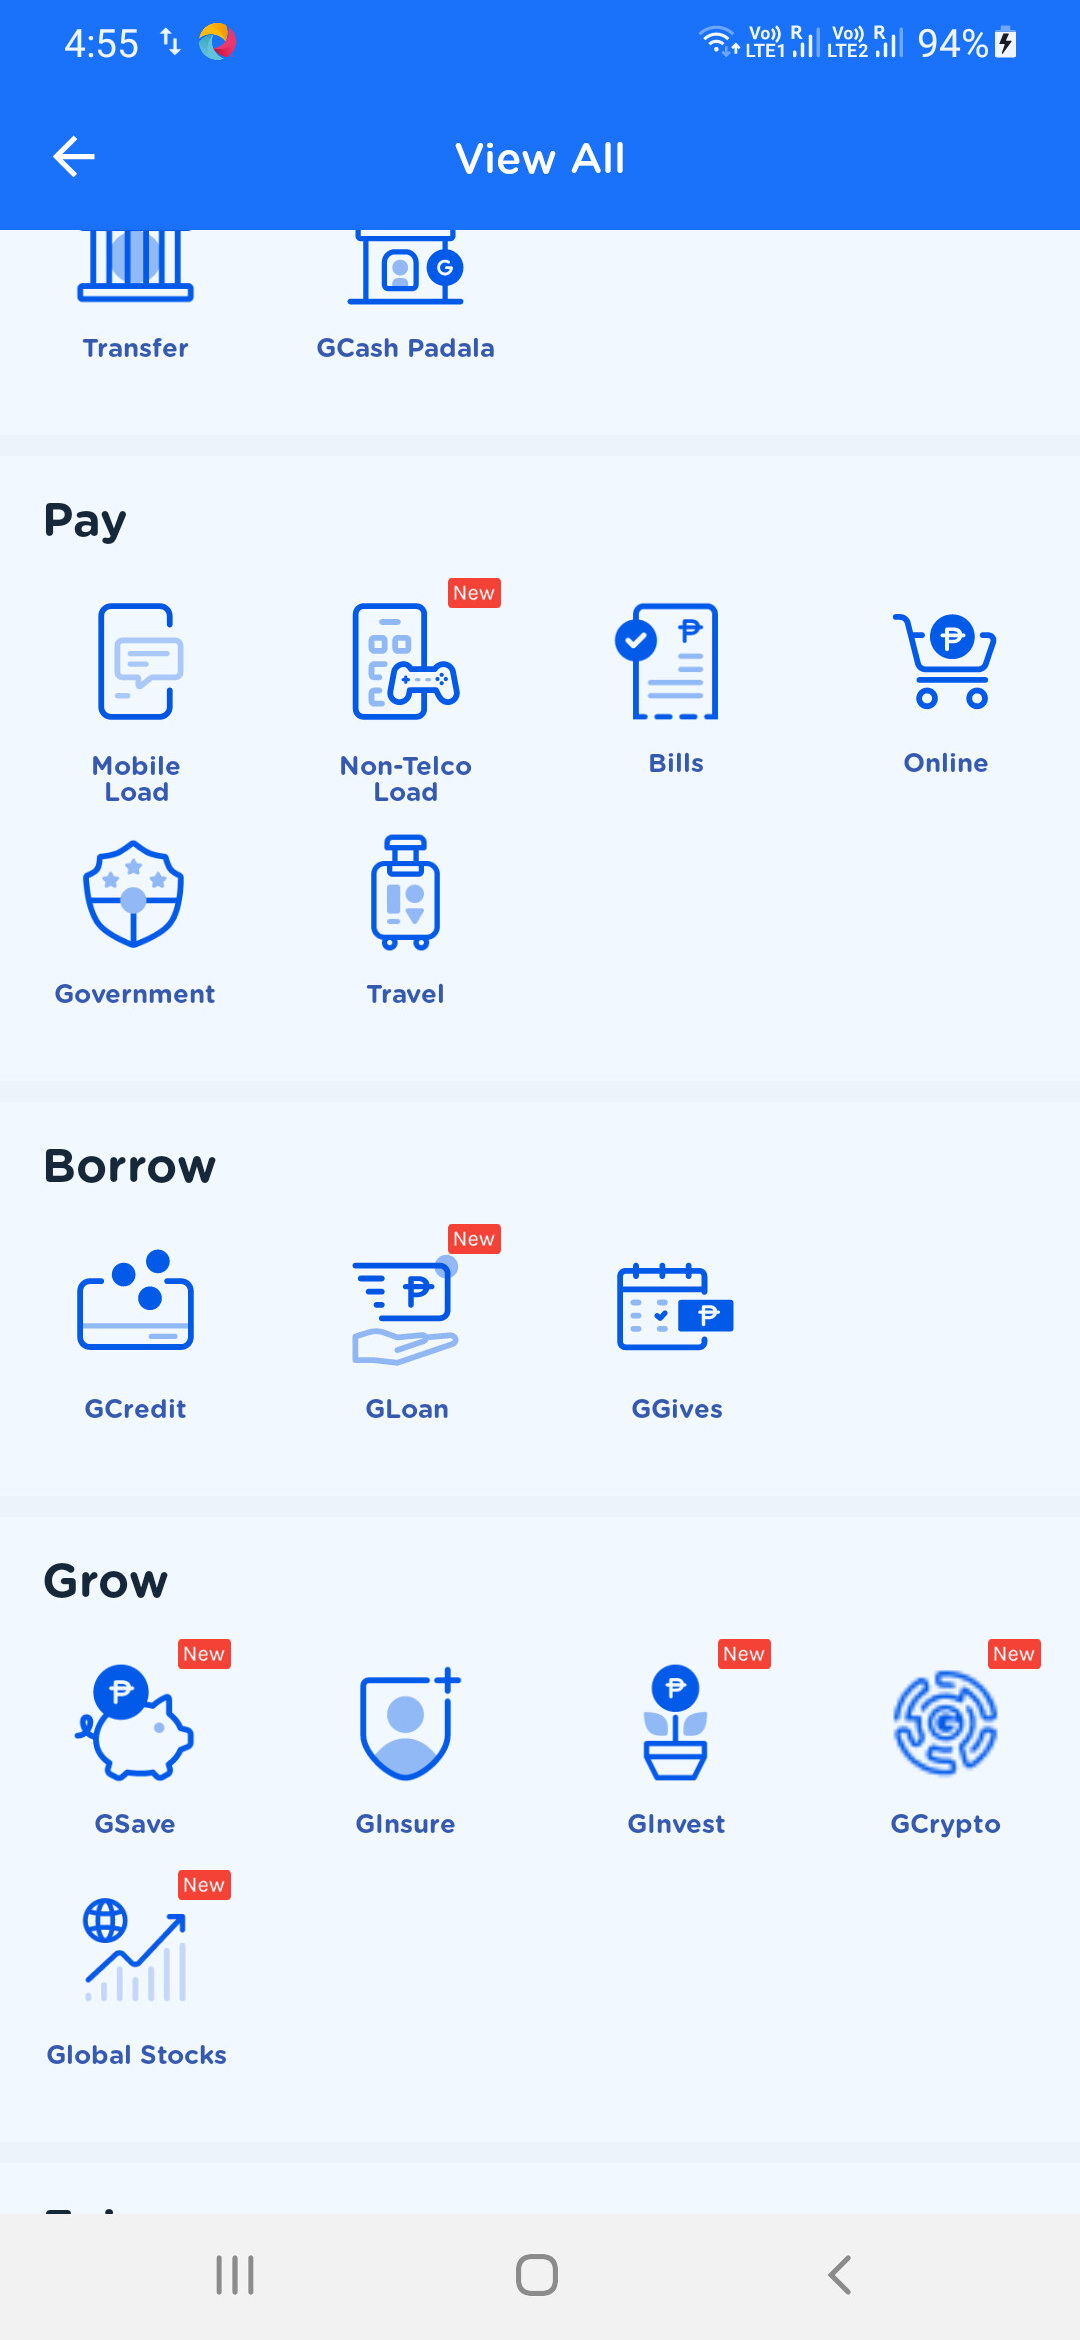 4:55
Vo)) R Vo)) R 94%
LTE1 LTE2
View All
Transfer
GCash Padala
Pay
New
Mobile
Load
Non-Telco
Load
Bills
Online
Government
Travel
Borrow
New
GCredit
GLoan
GGives
Grow
New
New
New
GSave
GInsure
GInvest
GCrypto
New
Global Stocks